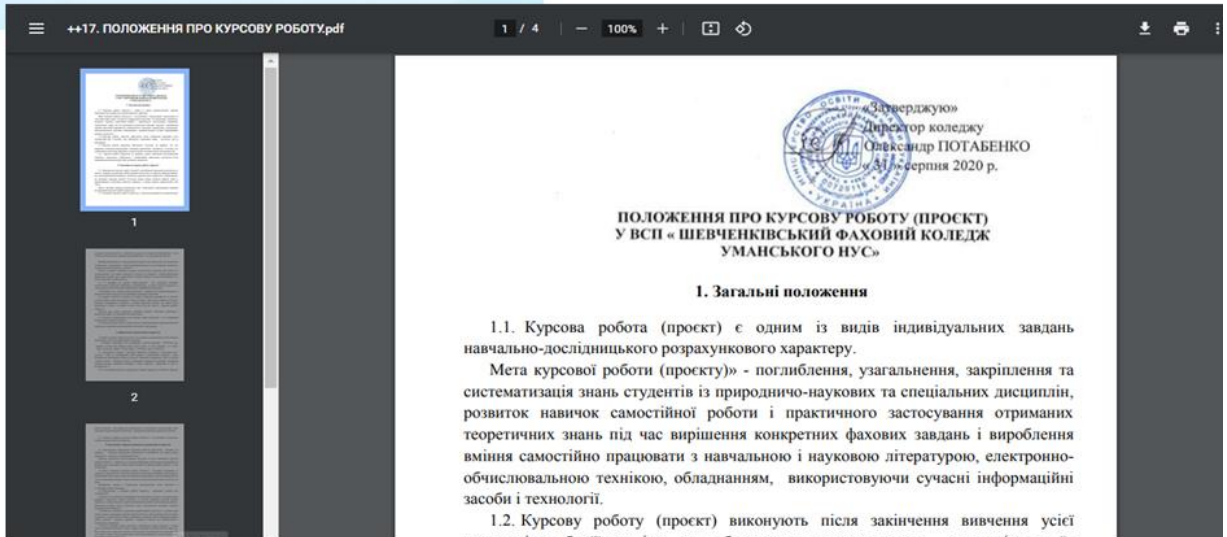 ++17. ПОЛОЖЕННЯ ПРО КУРСОВУ РОБОТУ.pdf
1 / 4
100%
1
2
«Затверджую»
Директор коледжу
Олександр ПОТАБЕНКО
« 31 » серпня 2020 р.
ПОЛОЖЕННЯ ПРО КУРСОВУ РОБОТУ (ПРОЄКТ)
У ВСП « ШЕВЧЕНКІВСЬКИЙ ФАХОВИЙ КОЛЕДЖ
УМАНСЬКОГО НУС»
1. Загальні положення
1.1. Курсова робота (проєкт) є одним із видів індивідуальних завдань
навчально-дослідницького розрахункового характеру.
Мета курсової роботи (проєкту)» - поглиблення, узагальнення, закріплення та
систематизація знань студентів із природничо-наукових та спеціальних дисциплін,
розвиток навичок самостійної роботи і практичного застосування отриманих
теоретичних знань під час вирішення конкретних фахових завдань і вироблення
вміння самостійно працювати з навчальною і науковою літературою, електронно-
обчислювальною технікою, обладнанням, використовуючи сучасні інформаційні
засоби і технології.
1.2. Курсову роботу (проєкт) виконують після закінчення вивчення усієї